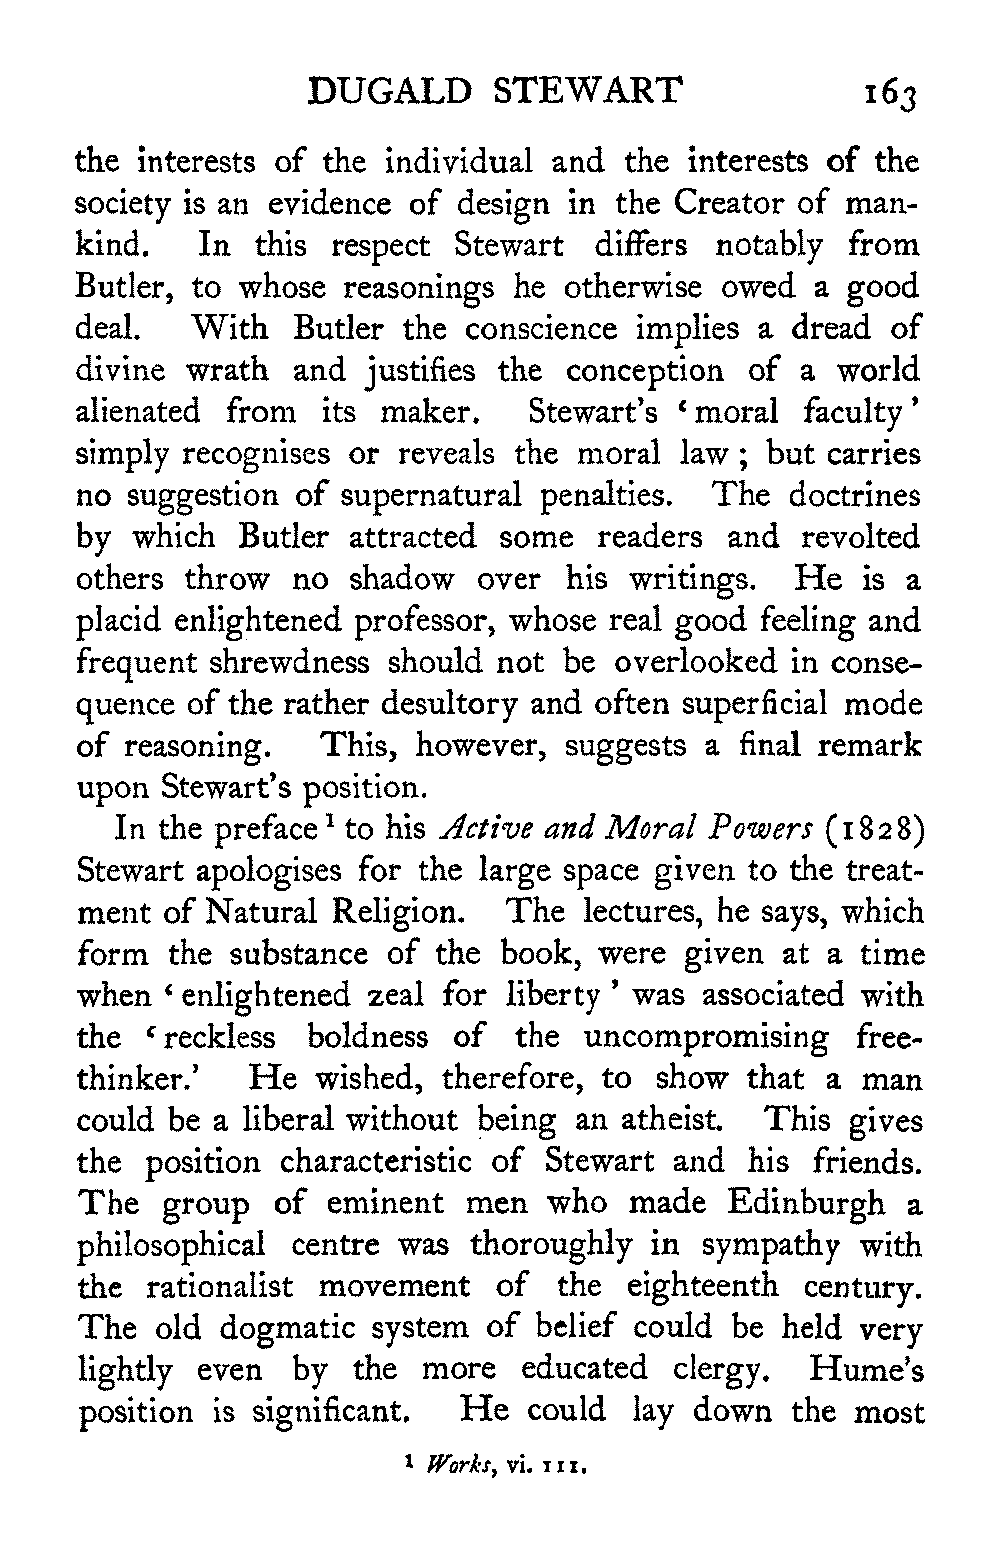 DUGALD STEWART 163
the interests of the individual and the interests of the
society is an evidence of design in the Creator of man-
kind. In this respect Stewart differs notably from
Butler, to whose reasonings he otherwise owed a good
deal. With Butler the conscience implies a dread of
divine wrath and justifies the conception of a world
alienated from its maker. Stewart's ‘moral faculty’
simply recognises or reveals the moral law; but carries
no suggestion of supernatural penalties. The doctrines
by which Butler attracted some readers and revolted
others throw no shadow over his writings. He is a
placid enlightened professor, whose real good feeling and
frequent shrewdness should not be overlooked in conse-
quence of the rather desultory and often superficial mode
of reasoning. This, however, suggests a final remark
upon Stewart's position.
In the preface¹ to his Active and Moral Powers (1828)
Stewart apologises for the large space given to the treat-
ment of Natural Religion. The lectures, he says, which
form the substance of the book, were given at a time
when ‘enlightened zeal for liberty’ was associated with
the ‘reckless boldness of the uncompromising free-
thinker.’ He wished, therefore, to show that a man
could be a liberal without being an atheist. This gives
the position characteristic of Stewart and his friends.
The group of eminent men who made Edinburgh a
philosophical centre was thoroughly in sympathy with
the rationalist movement of the eighteenth century.
The old dogmatic system of belief could be held very
lightly even by the more educated clergy. Hume's
position is significant. He could lay down the most
¹ Works, vi. 111.